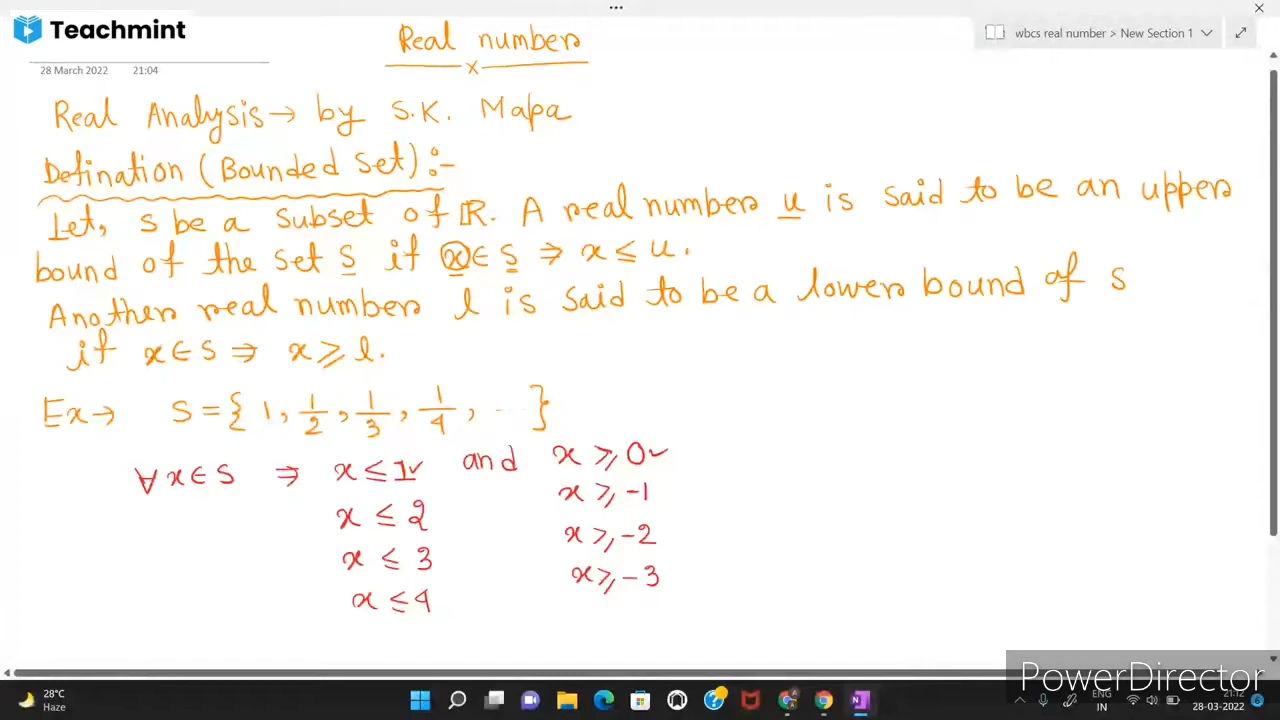 Teachmint
Real numbers
wbcs real number > New Section 1
28 March 2022 21:04
Real Analysis → by S.K. Mapa
Defination (Bounded Set) :-
Let, S be a subset of ℝ. A real number u is said to be an upper
bound of the set S if x ∈ S ⇒ x ≤ u.
Another real number l is said to be a lower bound of S
if x ∈ S ⇒ x ≥ l.
Ex → S = { 1, 1/2, 1/3, 1/4, ... }
∀ x ∈ S ⇒ x ≤ 1 ✓ and x ≥ 0 ✓
x ≤ 2 x ≥ -1
x ≤ 3 x ≥ -2
x ≤ 4 x ≥ -3
PowerDirector
28°C
Haze
ENG
IN
21:12
28-03-2022